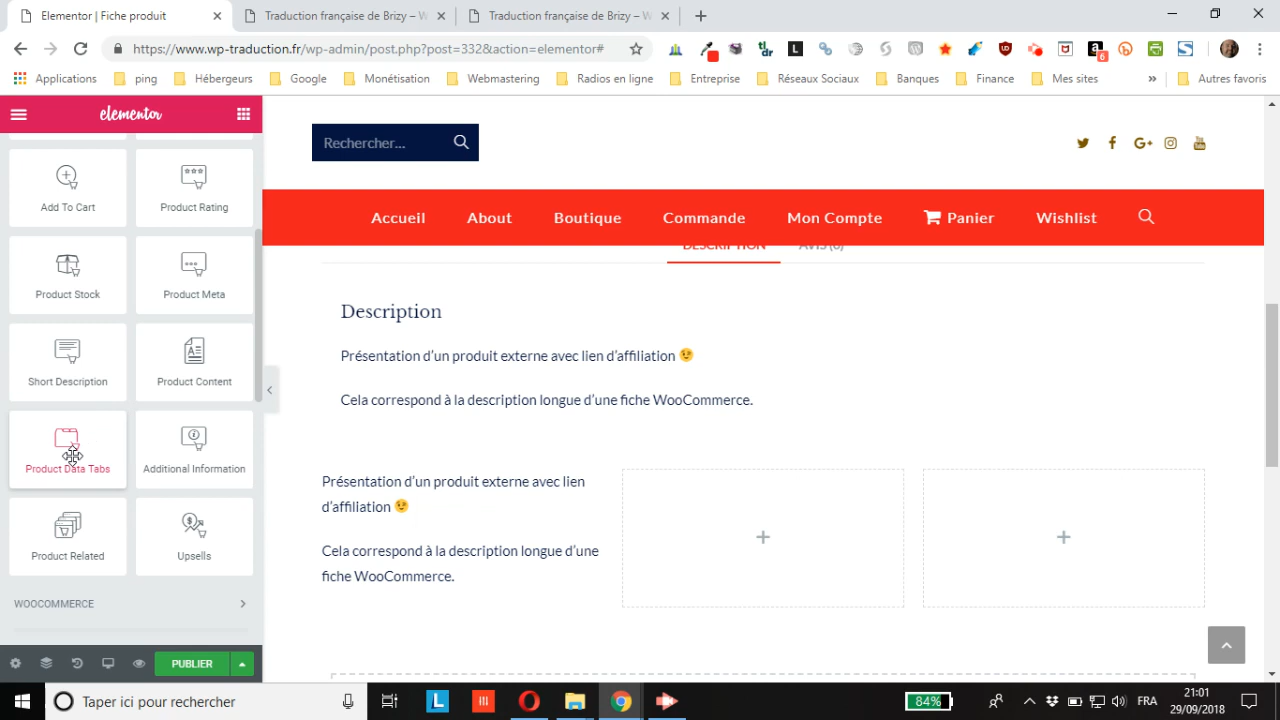 Elementor | Fiche produit
Traduction française de Brizy – W
Traduction française de Brizy – W
https://www.wp-traduction.fr/wp-admin/post.php?post=332&action=elementor#
Applications
ping
Hébergeurs
Google
Monétisation
Webmastering
Radios en ligne
Entreprise
Réseaux Sociaux
Banques
Finance
Mes sites
»
Autres favoris
elementor
Add To Cart
Product Rating
Product Stock
Product Meta
Short Description
Product Content
Product Data Tabs
Additional Information
Product Related
Upsells
WOOCOMMERCE
PUBLIER
Rechercher...
Accueil
About
Boutique
Commande
Mon Compte
Panier
Wishlist
DESCRIPTION
AVIS (0)
Description
Présentation d'un produit externe avec lien d'affiliation 😉
Cela correspond à la description longue d'une fiche WooCommerce.
Présentation d'un produit externe avec lien
d'affiliation 😉
Cela correspond à la description longue d'une
fiche WooCommerce.
Taper ici pour rechercher
84%
FRA
21:01
29/09/2018